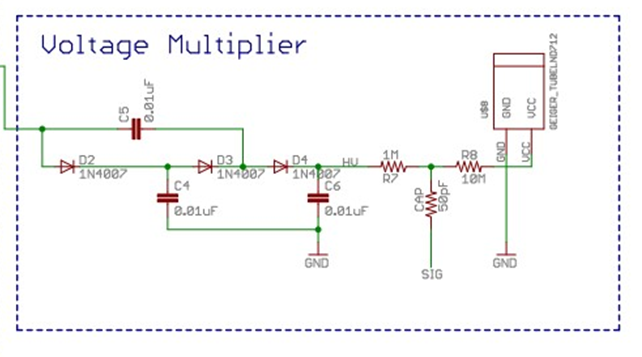 Voltage Multiplier
C5
0.01uF
D2
1N4007
D3
1N4007
D4
1N4007
HV
1M
R7
R8
10M
C4
0.01uF
C6
0.01uF
CAP
50pF
SIG
GND
GND
U$8
GND
VCC
GEIGER_TUBELND712
GND
VCC